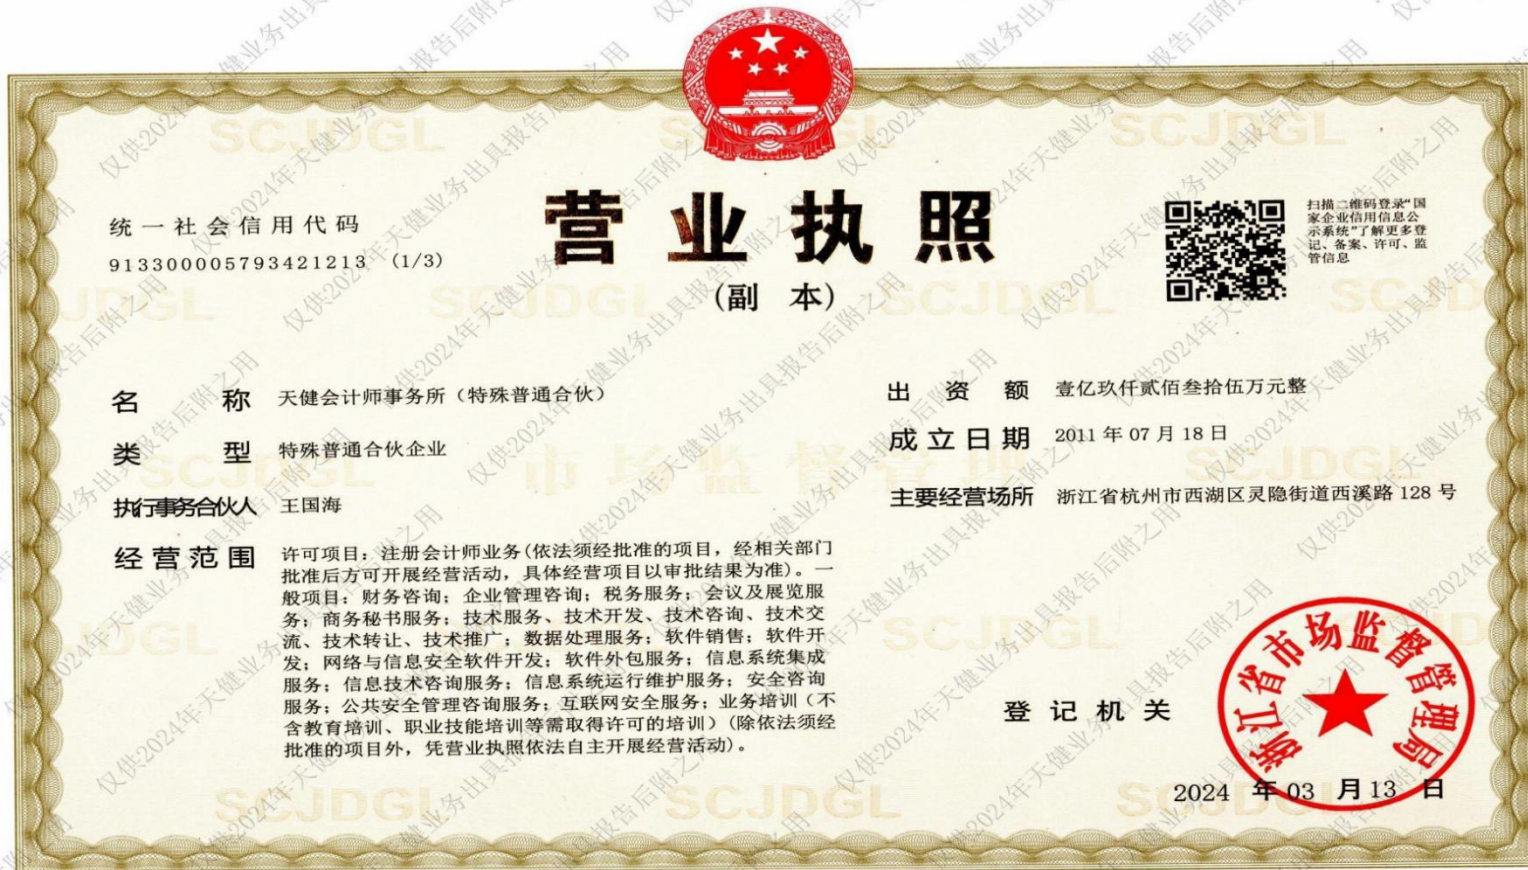 营业执照
(副 本)
统一社会信用代码
913300005793421213 (1/3)
扫描二维码登录“国
家企业信用信息公
示系统”了解更多登
记、备案、许可、监
管信息
名 称 天健会计师事务所（特殊普通合伙）
类 型 特殊普通合伙企业
执行事务合伙人 王国海
经营范围 许可项目：注册会计师业务(依法须经批准的项目，经相关部门
批准后方可开展经营活动，具体经营项目以审批结果为准)。一
般项目：财务咨询；企业管理咨询；税务服务；会议及展览服
务；商务秘书服务；技术服务、技术开发、技术咨询、技术交
流、技术转让、技术推广；数据处理服务；软件销售；软件开
发；网络与信息安全软件开发；软件外包服务；信息系统集成
服务；信息技术咨询服务；信息系统运行维护服务；安全咨询
服务；公共安全管理咨询服务；互联网安全服务；业务培训（不
含教育培训、职业技能培训等需取得许可的培训）(除依法须经
批准的项目外，凭营业执照依法自主开展经营活动)。
出 资 额 壹亿玖仟贰佰叁拾伍万元整
成立日期 2011 年 07 月 18 日
主要经营场所 浙江省杭州市西湖区灵隐街道西溪路 128 号
登记机关
浙江省市场监督管理局
2024 年 03 月 13 日
仅供2024年天健业务出具报告后附之用
SCJDGL
市场监督管理